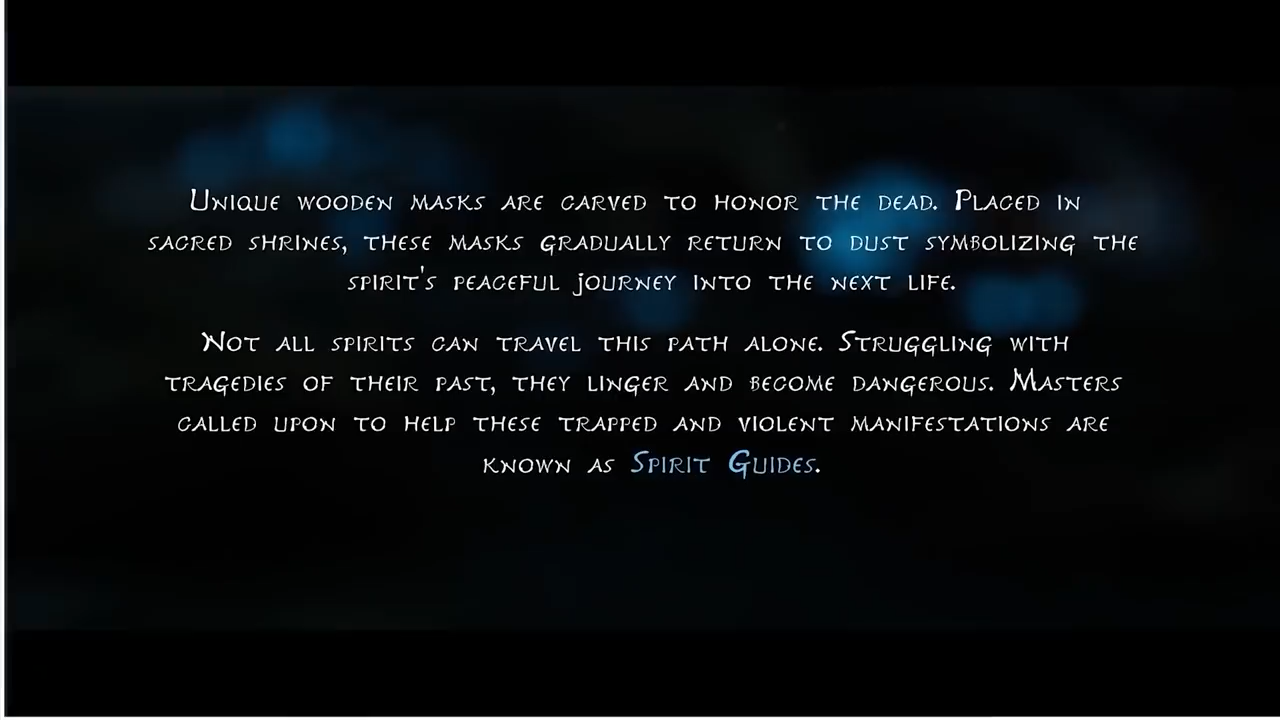 Unique wooden masks are carved to honor the dead. Placed in
sacred shrines, these masks gradually return to dust symbolizing the
spirit's peaceful journey into the next life.
Not all spirits can travel this path alone. Struggling with
tragedies of their past, they linger and become dangerous. Masters
called upon to help these trapped and violent manifestations are
known as Spirit Guides.